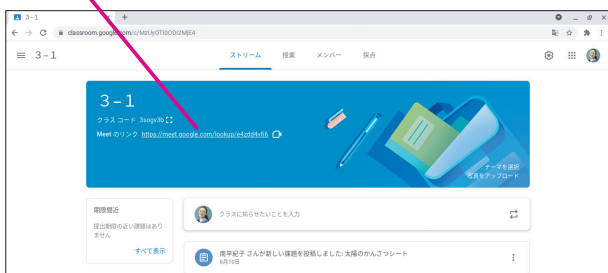 3-1
classroom.google.com/c/MzUyOTI0ODI2MjE4
3-1
ストリーム 授業 メンバー 採点
3-1
クラス コード 3sogv3b
Meet のリンク https://meet.google.com/lookup/e4zdd4xfi6
テーマを選択
写真をアップロード
期限間近
提出期限の近い課題はあり
ません
すべて表示
クラスに知らせたいことを入力
南早紀子 さんが新しい課題を投稿しました: 太陽のかんさつシート
6月10日